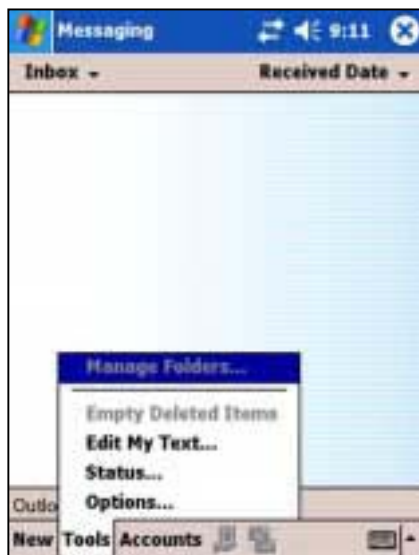 Messaging 9:11
Inbox Received Date
Manage Folders...
Empty Deleted Items
Edit My Text...
Status...
Options...
Outlo
New Tools Accounts